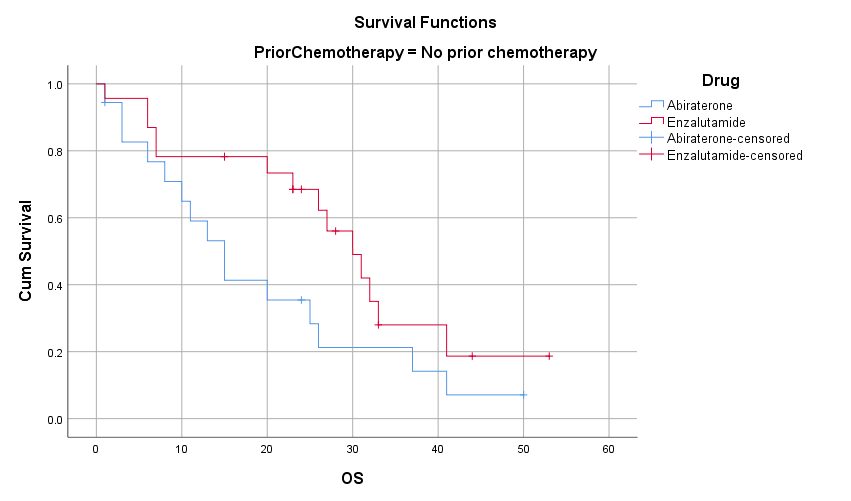 Survival Functions
PriorChemotherapy = No prior chemotherapy
Drug
Abiraterone
Enzalutamide
Abiraterone-censored
Enzalutamide-censored
Cum Survival
1.0
0.8
0.6
0.4
0.2
0.0
0 10 20 30 40 50 60
OS